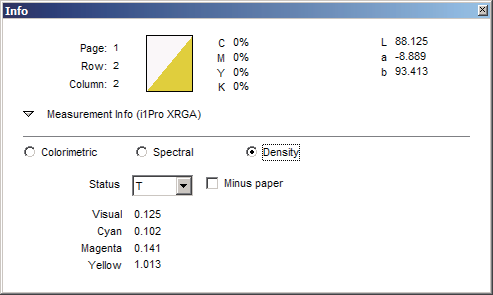 Info
Page: 1
Row: 2
Column: 2
C 0%
M 0%
Y 0%
K 0%
L 88.125
a -8.889
b 93.413
Measurement Info (i1Pro XRGA)
Colorimetric Spectral Density
Status T Minus paper
Visual 0.125
Cyan 0.102
Magenta 0.141
Yellow 1.013